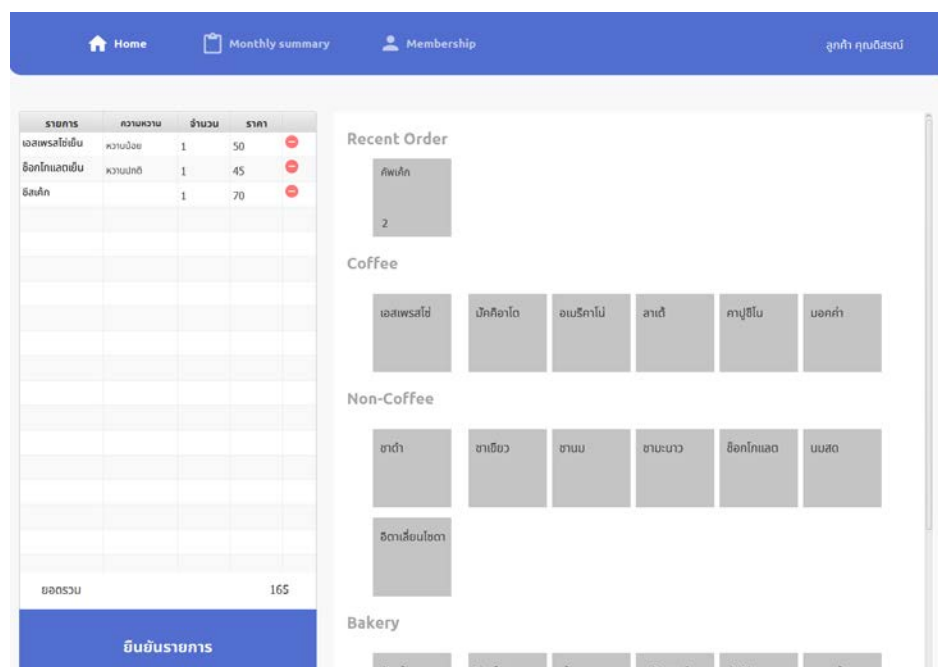 Home Monthly summary Membership ลูกค้า คุณดิสรณ์
รายการ ความหวาน จำนวน ราคา
เอสเพรสโซ่เย็น หวานน้อย 1 50
ช็อกโกแลตเย็น หวานปกติ 1 45
ชีสเค้ก 1 70
ยอดรวม 165
ยืนยันรายการ
Recent Order
คัพเค้ก
2
Coffee
เอสเพรสโซ่ มัคคิอาโต อเมริคาโน่ ลาเต้ คาปูชิโน มอคค่า
Non-Coffee
ชาดำ ชาเขียว ชานม ชามะนาว ช็อกโกแลต นมสด
อิตาเลี่ยนโซดา
Bakery